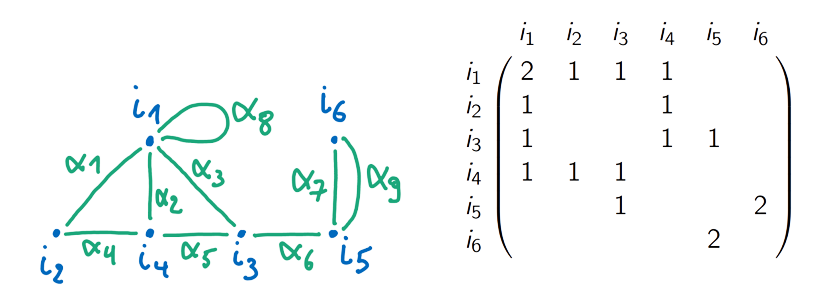 i₁ α₈ i₆
α₁ α₃ α₇ α₉
α₂
i₂ α₄ i₄ α₅ i₃ α₆ i₅
i₁ i₂ i₃ i₄ i₅ i₆
i₁ 2 1 1 1
i₂ 1 1
i₃ 1 1 1
i₄ 1 1 1
i₅ 1 2
i₆ 2